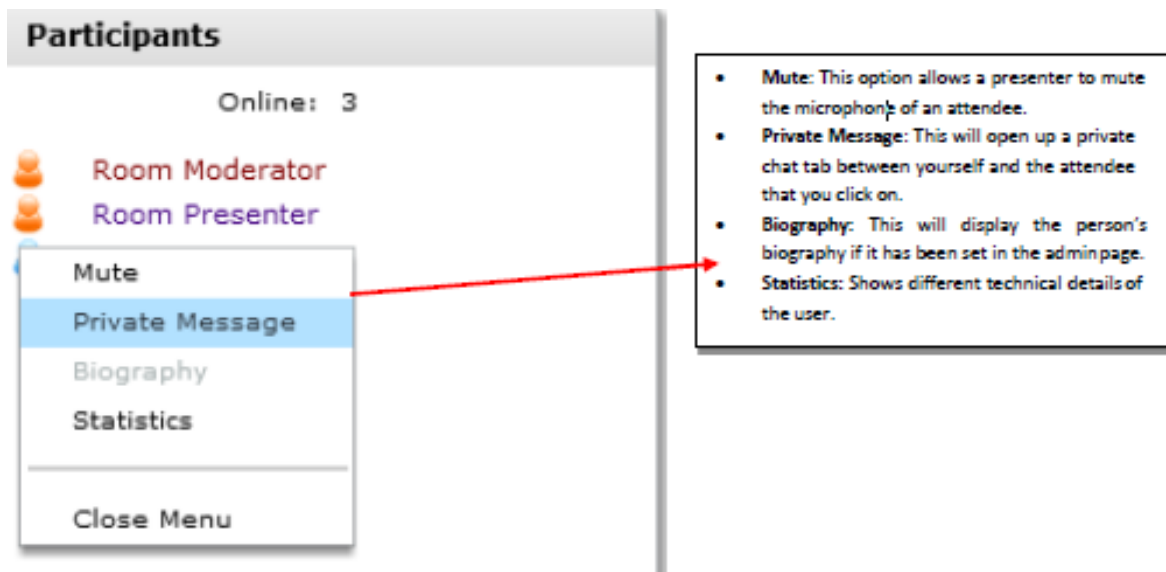 Participants
Online: 3
Room Moderator
Room Presenter
Mute
Private Message
Biography
Statistics
Close Menu
• Mute: This option allows a presenter to mute
the microphone of an attendee.
• Private Message: This will open up a private
chat tab between yourself and the attendee
that you click on.
• Biography: This will display the person's
biography if it has been set in the admin page.
• Statistics: Shows different technical details of
the user.